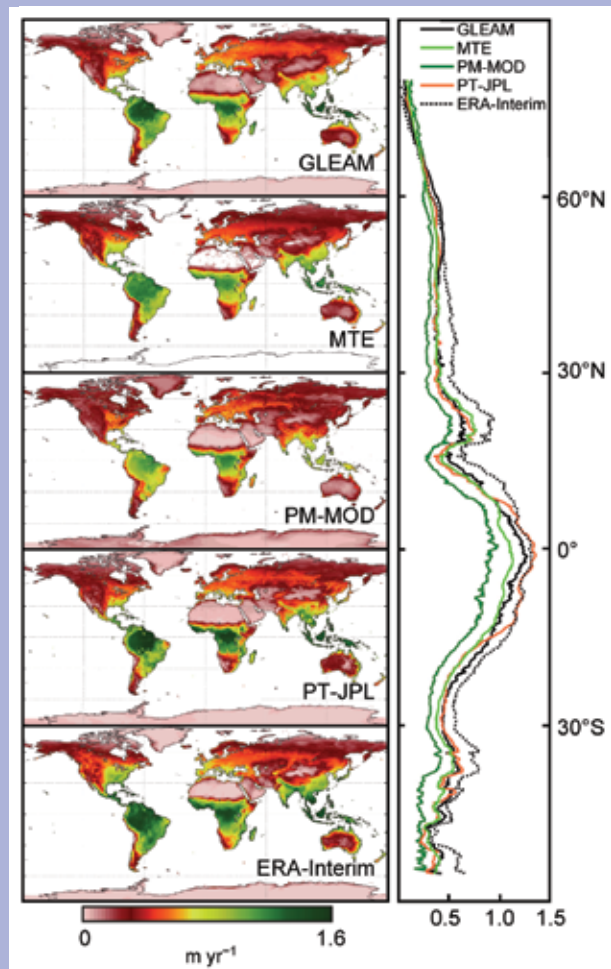 GLEAM
MTE
PM-MOD
PT-JPL
ERA-Interim
0
1.6
m yr⁻¹
GLEAM
MTE
PM-MOD
PT-JPL
ERA-Interim
60°N
30°N
0°
30°S
0.5
1.0
1.5